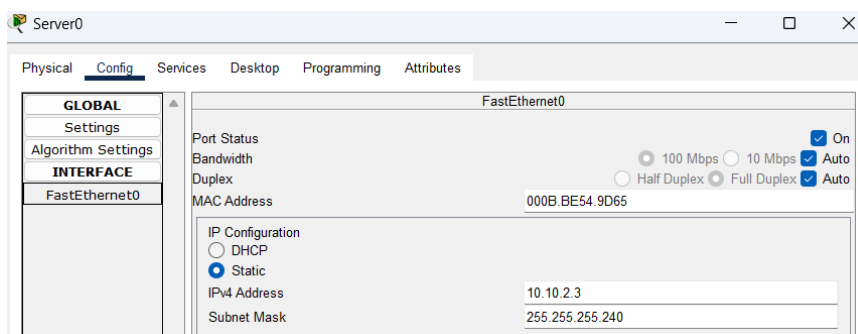 Server0
Physical Config Services Desktop Programming Attributes
GLOBAL
Settings
Algorithm Settings
INTERFACE
FastEthernet0
FastEthernet0
Port Status On
Bandwidth 100 Mbps 10 Mbps Auto
Duplex Half Duplex Full Duplex Auto
MAC Address 000B.BE54.9D65
IP Configuration
DHCP
Static
IPv4 Address 10.10.2.3
Subnet Mask 255.255.255.240